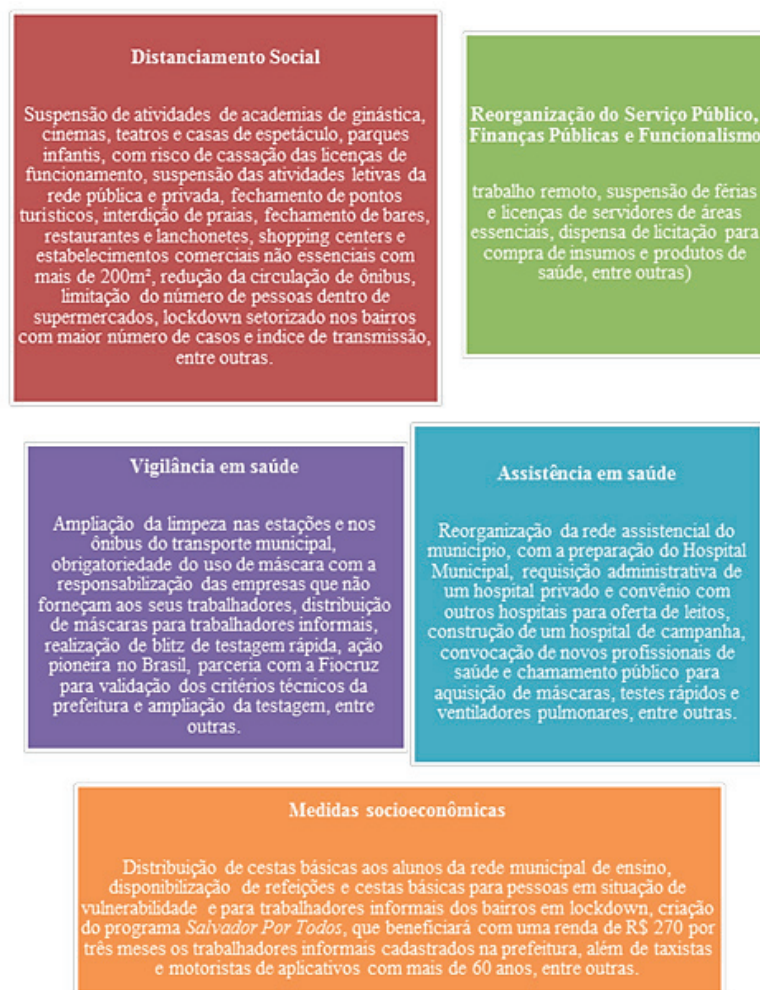 Distanciamento Social
Suspensão de atividades de academias de ginástica,
cinemas, teatros e casas de espetáculo, parques
infantis, com risco de cassação das licenças de
funcionamento, suspensão das atividades letivas da
rede pública e privada, fechamento de pontos
turísticos, interdição de praias, fechamento de bares,
restaurantes e lanchonetes, shopping centers e
estabelecimentos comerciais não essenciais com
mais de 200m², redução da circulação de ônibus,
limitação do número de pessoas dentro de
supermercados, lockdown setorizado nos bairros
com maior número de casos e índice de transmissão,
entre outras.
Reorganização do Serviço Público,
Finanças Públicas e Funcionalismo
trabalho remoto, suspensão de férias
e licenças de servidores de áreas
essenciais, dispensa de licitação para
compra de insumos e produtos de
saúde, entre outras)
Vigilância em saúde
Ampliação da limpeza nas estações e nos
ônibus do transporte municipal,
obrigatoriedade do uso de máscara com a
responsabilização das empresas que não
forneçam aos seus trabalhadores, distribuição
de máscaras para trabalhadores informais,
realização de blitz de testagem rápida, ação
pioneira no Brasil, parceria com a Fiocruz
para validação dos critérios técnicos da
prefeitura e ampliação da testagem, entre
outras.
Assistência em saúde
Reorganização da rede assistencial do
município, com a preparação do Hospital
Municipal, requisição administrativa de
um hospital privado e convênio com
outros hospitais para oferta de leitos,
construção de um hospital de campanha,
convocação de novos profissionais de
saúde e chamamento público para
aquisição de máscaras, testes rápidos e
ventiladores pulmonares, entre outras.
Medidas socioeconômicas
Distribuição de cestas básicas aos alunos da rede municipal de ensino,
disponibilização de refeições e cestas básicas para pessoas em situação de
vulnerabilidade e para trabalhadores informais dos bairros em lockdown, criação
do programa Salvador Por Todos, que beneficiará com uma renda de R$ 270 por
três meses os trabalhadores informais cadastrados na prefeitura, além de taxistas
e motoristas de aplicativos com mais de 60 anos, entre outras.